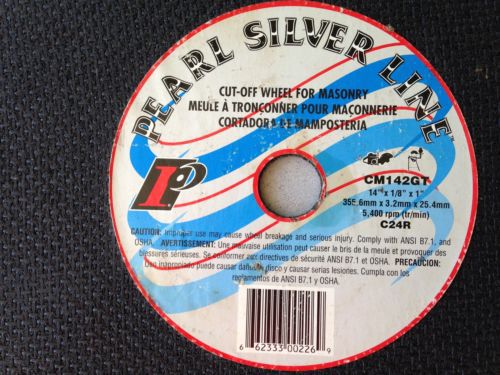 PEARL SILVER LINE™
CUT-OFF WHEEL FOR MASONRY
MEULE À TRONÇONNER POUR MAÇONNERIE
CORTADORA DE MAMPOSTERIA
P
CM142GT
14" x 1/8" x 1"
355.6mm x 3.2mm x 25.4mm
5,400 rpm (tr/min)
C24R
CAUTION: Improper use may cause wheel breakage and serious injury. Comply with ANSI B7.1, and
OSHA. AVERTISSEMENT: Une mauvaise utilisation peut causer le bris de la meule et provoquer des
blessures sérieuses. Se conformer aux directives de sécurité ANSI B7.1 et OSHA. PRECAUCION:
Uso inapropriado puede causar daño en disco y causar serias lesiones. Cumpla con los
reglamentos de ANSI B7.1 y OSHA.
6 62333 00226 9